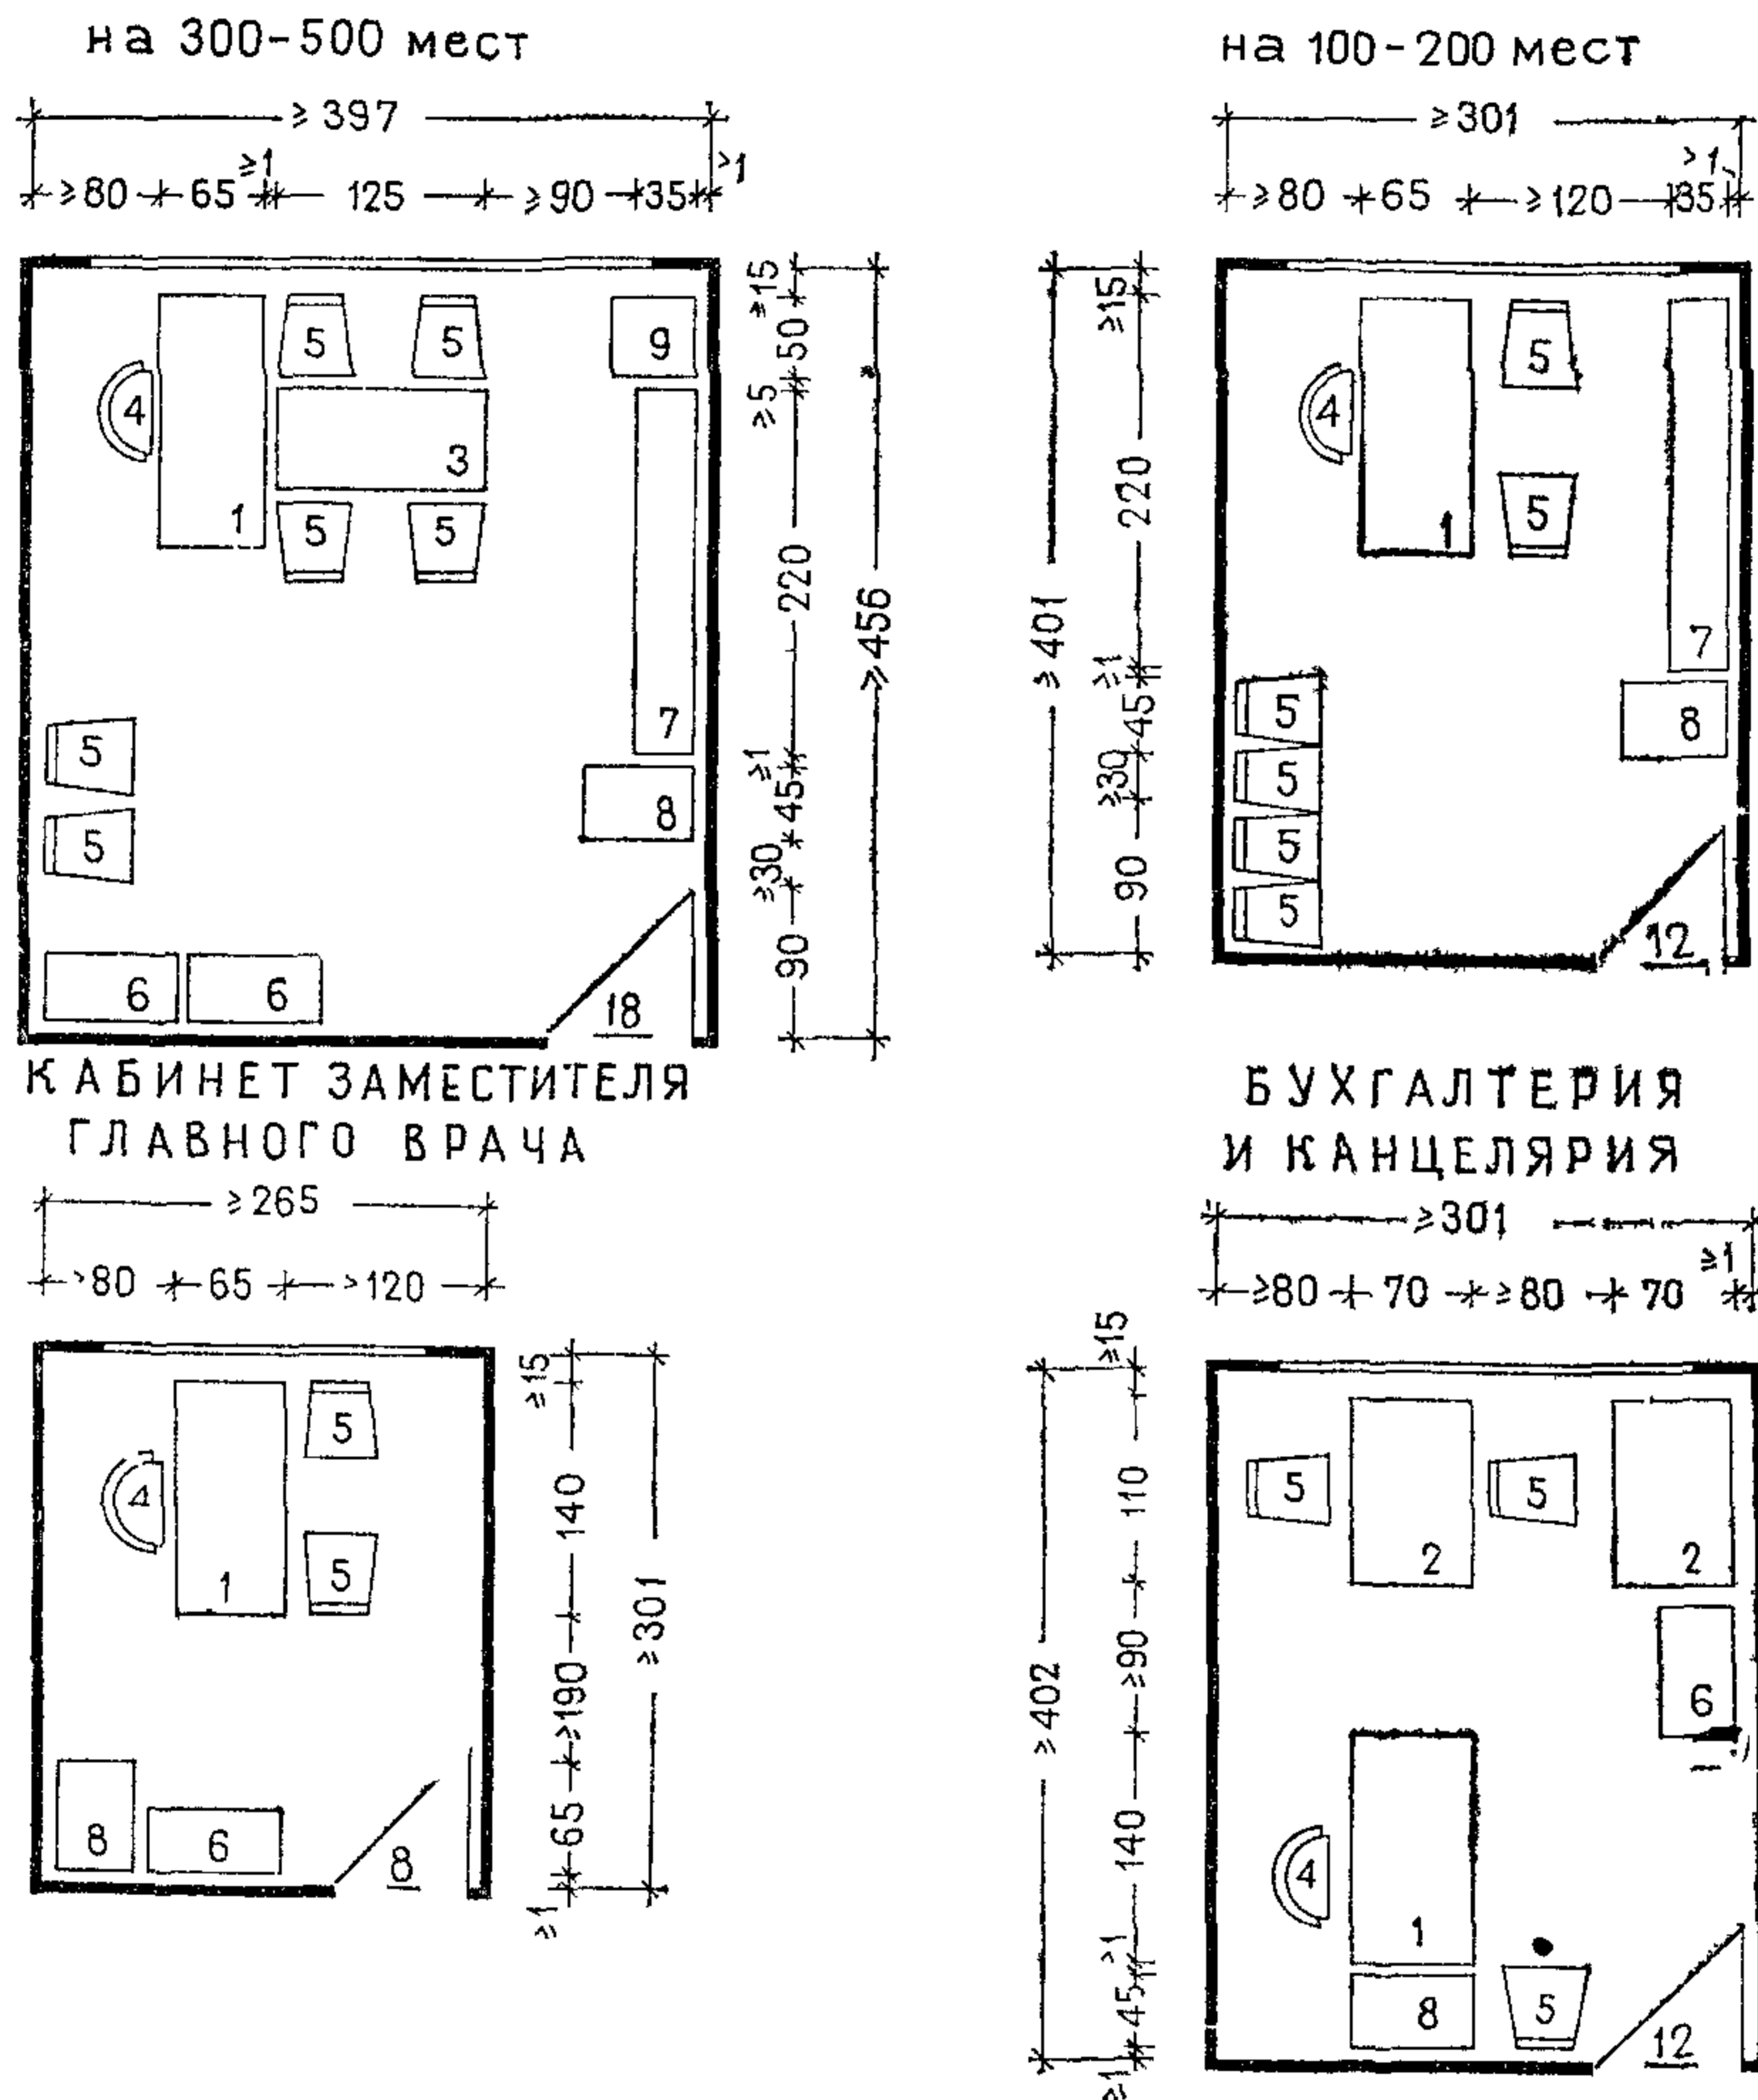 на 300-500 мест
≥397
≥80 65 ≥1 125 ≥90 35 >1
5 5 9
4
3
1 5 5
7
5
8
5
6 6 18
≥15 50 ≥5 220 ≥1 45 ≥30 90
≥456
на 100-200 мест
≥301
≥80 65 ≥120 35 >1
≥401
≥15 220 ≥1 45 ≥30 90
5
4
1 5
7
5 8
5
5
5 12
КАБИНЕТ ЗАМЕСТИТЕЛЯ
ГЛАВНОГО ВРАЧА
≥265
>80 65 >120
5
4
1 5
8 6 8
≥15 140 ≥190 65 ≥1
≥301
БУХГАЛТЕРИЯ
И КАНЦЕЛЯРИЯ
≥301
≥80 70 ≥80 70 ≥1
≥402
≥15 110 ≥90 140 >1 45 ≥1
5 5
2 2
6
4
1
8 5 12